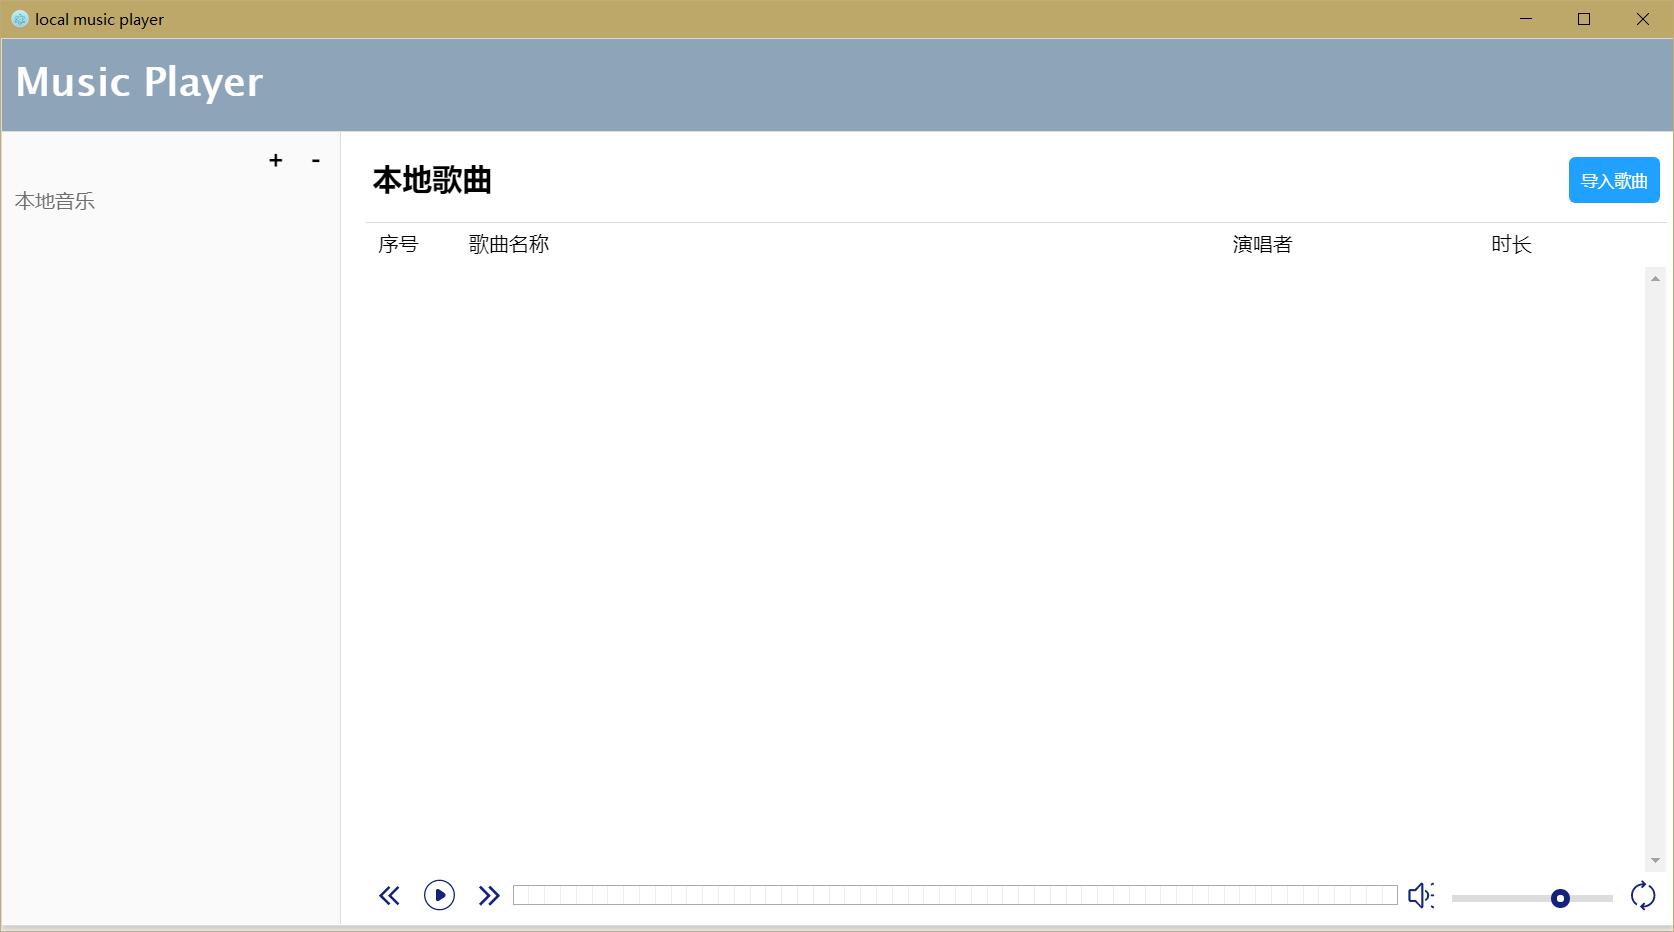 local music player
Music Player
+ -
本地音乐
本地歌曲
导入歌曲
序号 歌曲名称 演唱者 时长